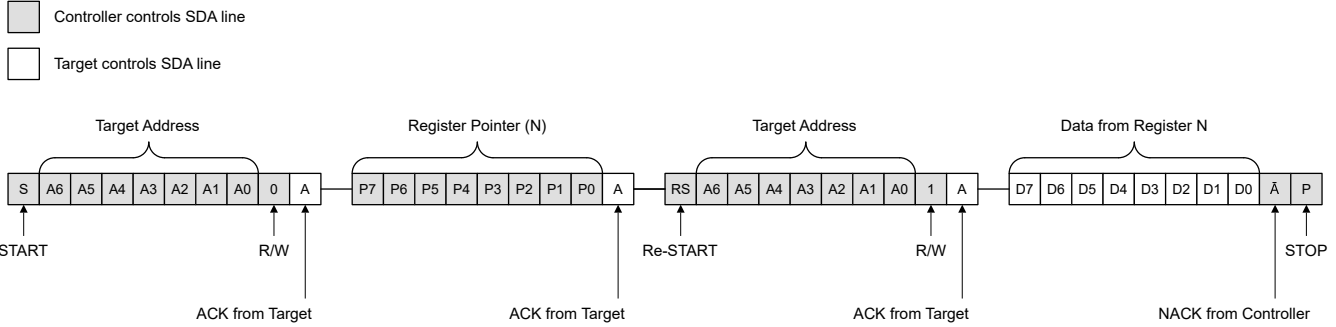 Controller controls SDA line
Target controls SDA line
Target Address Register Pointer (N) Target Address Data from Register N
S A6 A5 A4 A3 A2 A1 A0 0 A P7 P6 P5 P4 P3 P2 P1 P0 A RS A6 A5 A4 A3 A2 A1 A0 1 A D7 D6 D5 D4 D3 D2 D1 D0 Ā P
START R/W Re-START R/W STOP
ACK from Target ACK from Target ACK from Target NACK from Controller